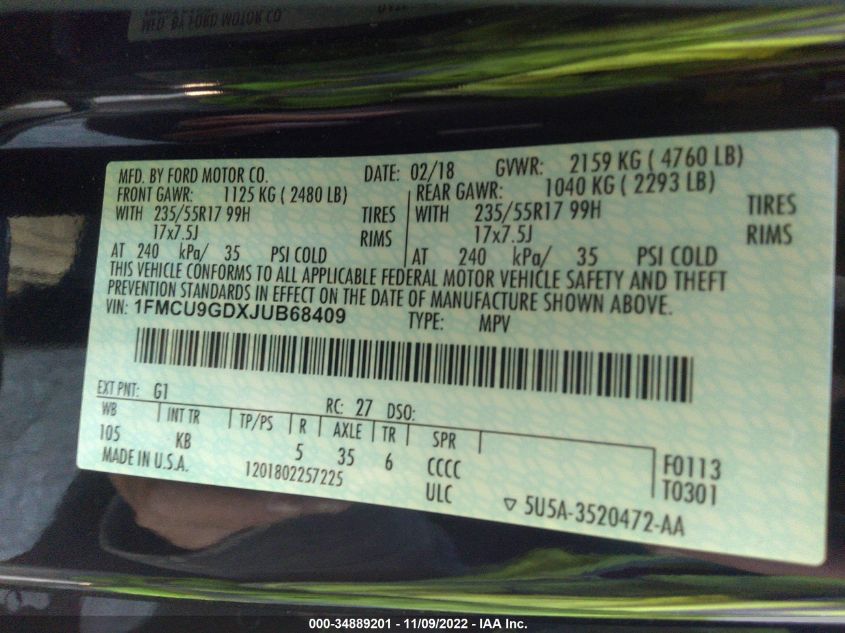 MFD. BY FORD MOTOR CO.
MFD. BY FORD MOTOR CO. DATE: 02/18 GVWR: 2159 KG ( 4760 LB)
FRONT GAWR: 1125 KG ( 2480 LB) REAR GAWR: 1040 KG ( 2293 LB)
WITH 235/55R17 99H TIRES WITH 235/55R17 99H TIRES
17x7.5J RIMS 17x7.5J RIMS
AT 240 kPa/ 35 PSI COLD AT 240 kPa/ 35 PSI COLD
THIS VEHICLE CONFORMS TO ALL APPLICABLE FEDERAL MOTOR VEHICLE SAFETY AND THEFT
PREVENTION STANDARDS IN EFFECT ON THE DATE OF MANUFACTURE SHOWN ABOVE.
VIN: 1FMCU9GDXJUB68409 TYPE: MPV
EXT PNT: G1 RC: 27 DSO:
WB INT TR TP/PS R AXLE TR SPR
105 KB 5 35 6 CCCC F0113
MADE IN U.S.A. 1201802257225 ULC T0301
▽ 5U5A-3520472-AA
000-34889201 - 11/09/2022 - IAA Inc.